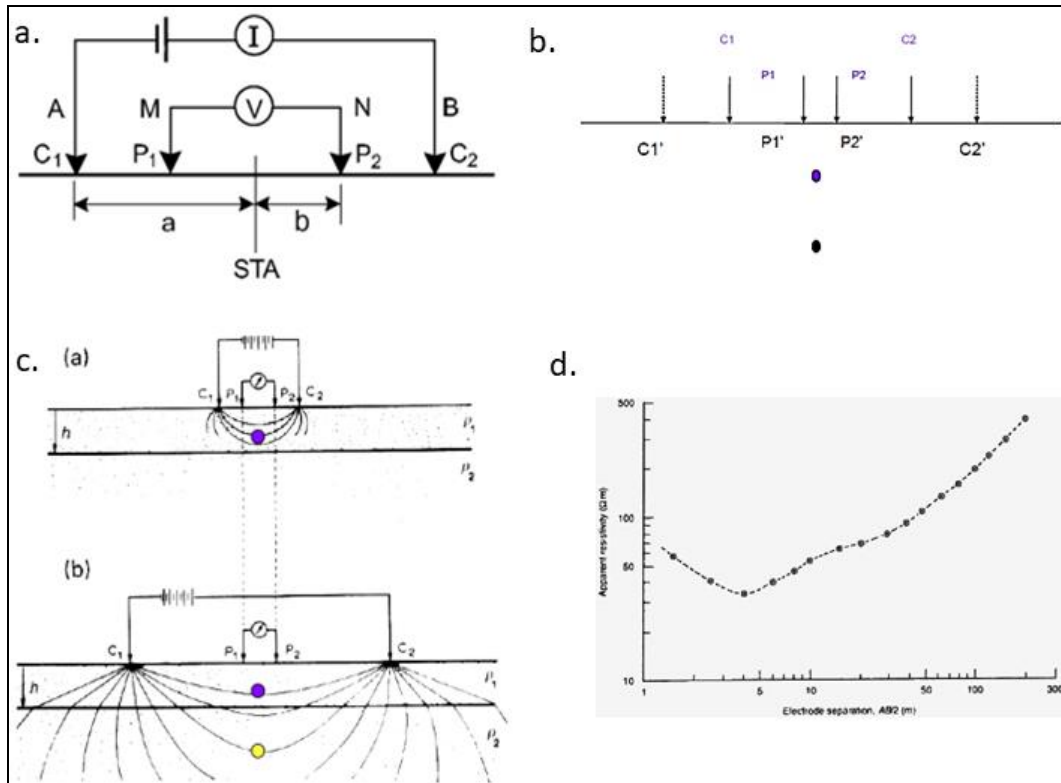 a.
I
A M V N B
C₁ P₁ P₂ C₂
a b
STA
b.
C1 C2
P1 P2
C1' P1' P2' C2'
c. (a)
C₁ P₁ P₂ C₂
h ρ₁
ρ₂
(b)
C₁ P₁ P₂ C₂
h ρ₁
ρ₂
d.
500
100
50
10
Apparent resistivity (Ω m)
1 5 10 50 100 300
Electrode separation, AB/2 (m)